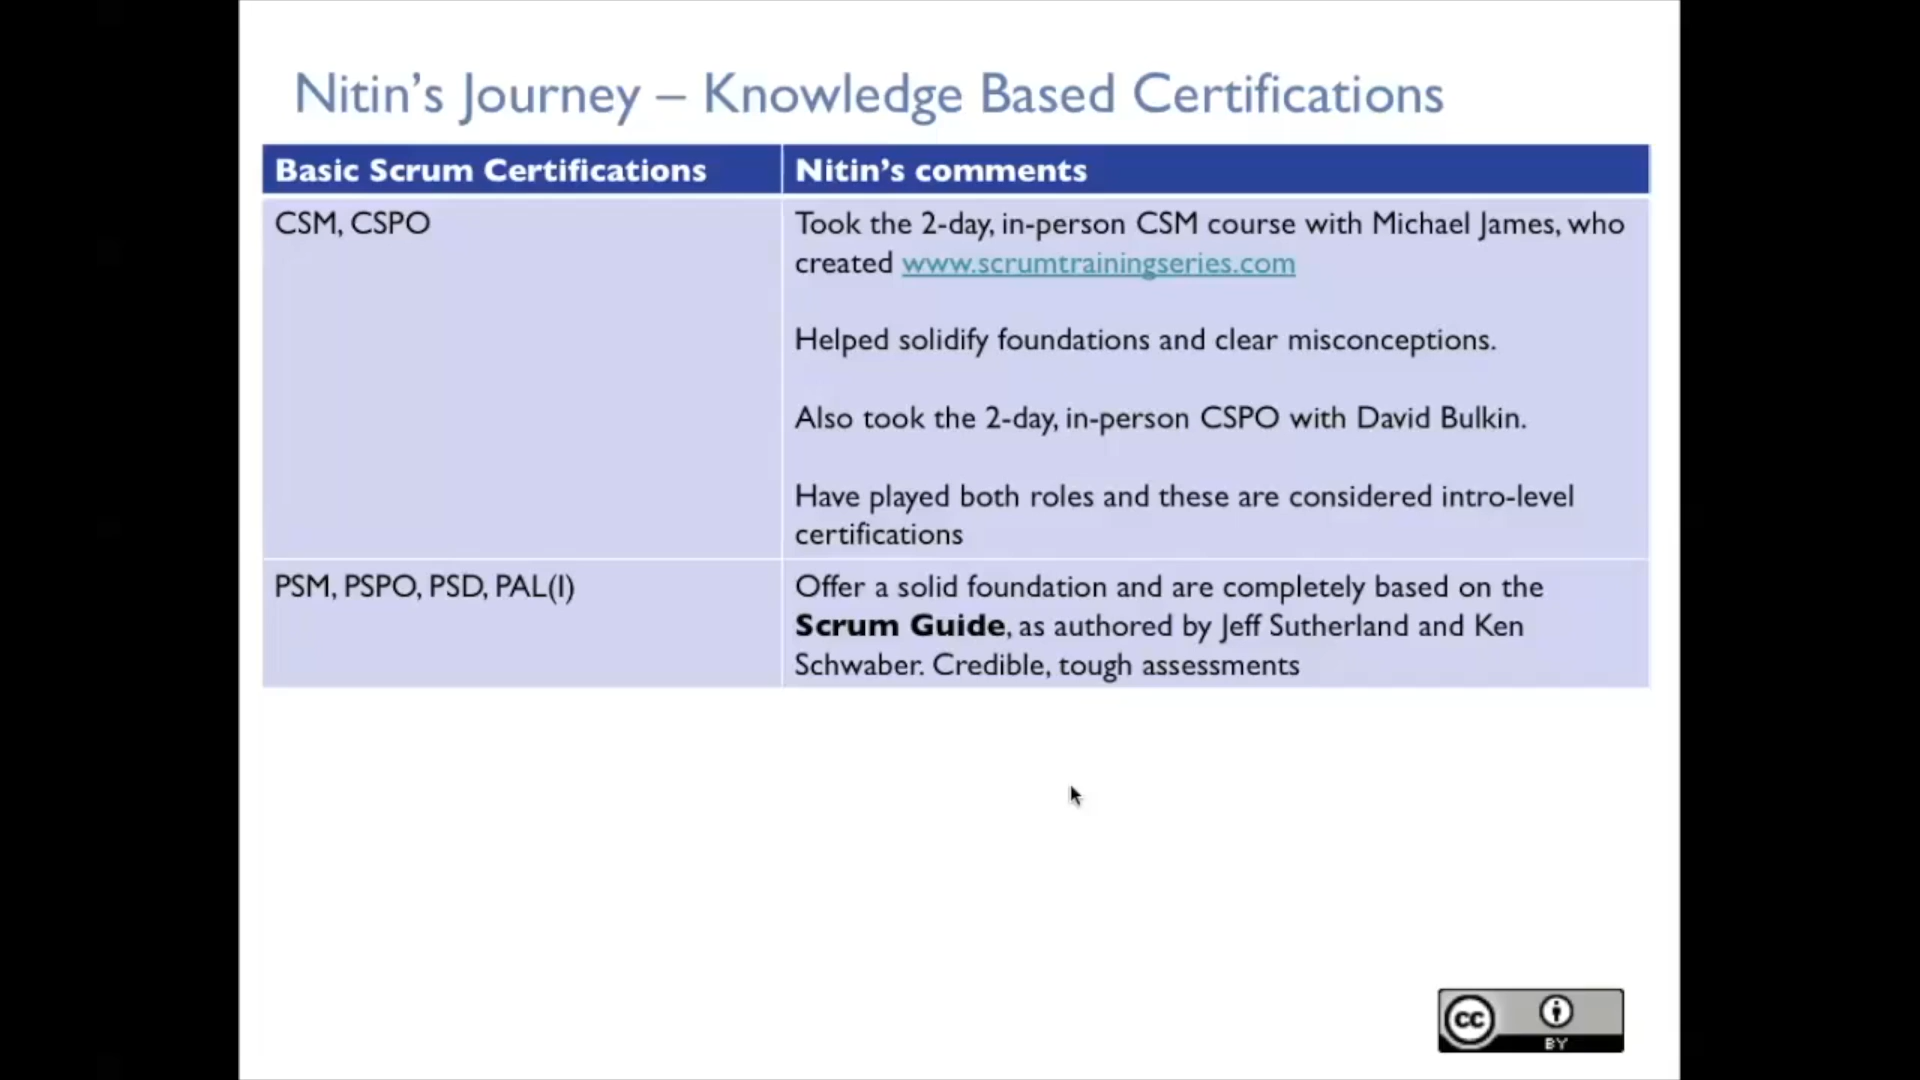 Nitin's Journey – Knowledge Based Certifications
Basic Scrum Certifications
Nitin's comments
CSM, CSPO
Took the 2-day, in-person CSM course with Michael James, who
created www.scrumtrainingseries.com
Helped solidify foundations and clear misconceptions.
Also took the 2-day, in-person CSPO with David Bulkin.
Have played both roles and these are considered intro-level
certifications
PSM, PSPO, PSD, PAL(I)
Offer a solid foundation and are completely based on the
Scrum Guide, as authored by Jeff Sutherland and Ken
Schwaber. Credible, tough assessments
cc
BY